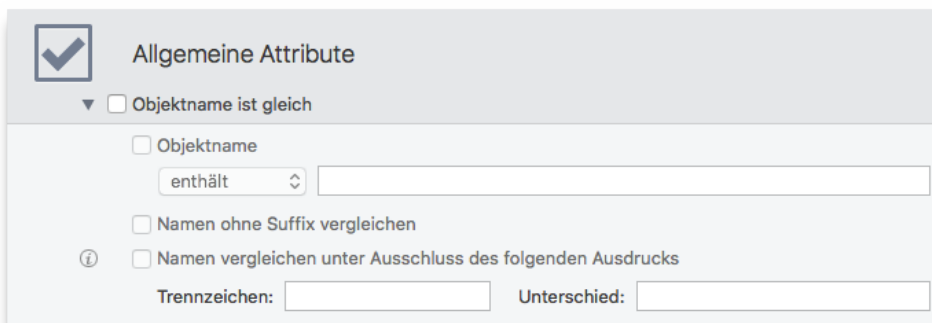 Allgemeine Attribute
Objektname ist gleich
Objektname
enthält
Namen ohne Suffix vergleichen
Namen vergleichen unter Ausschluss des folgenden Ausdrucks
Trennzeichen: Unterschied: